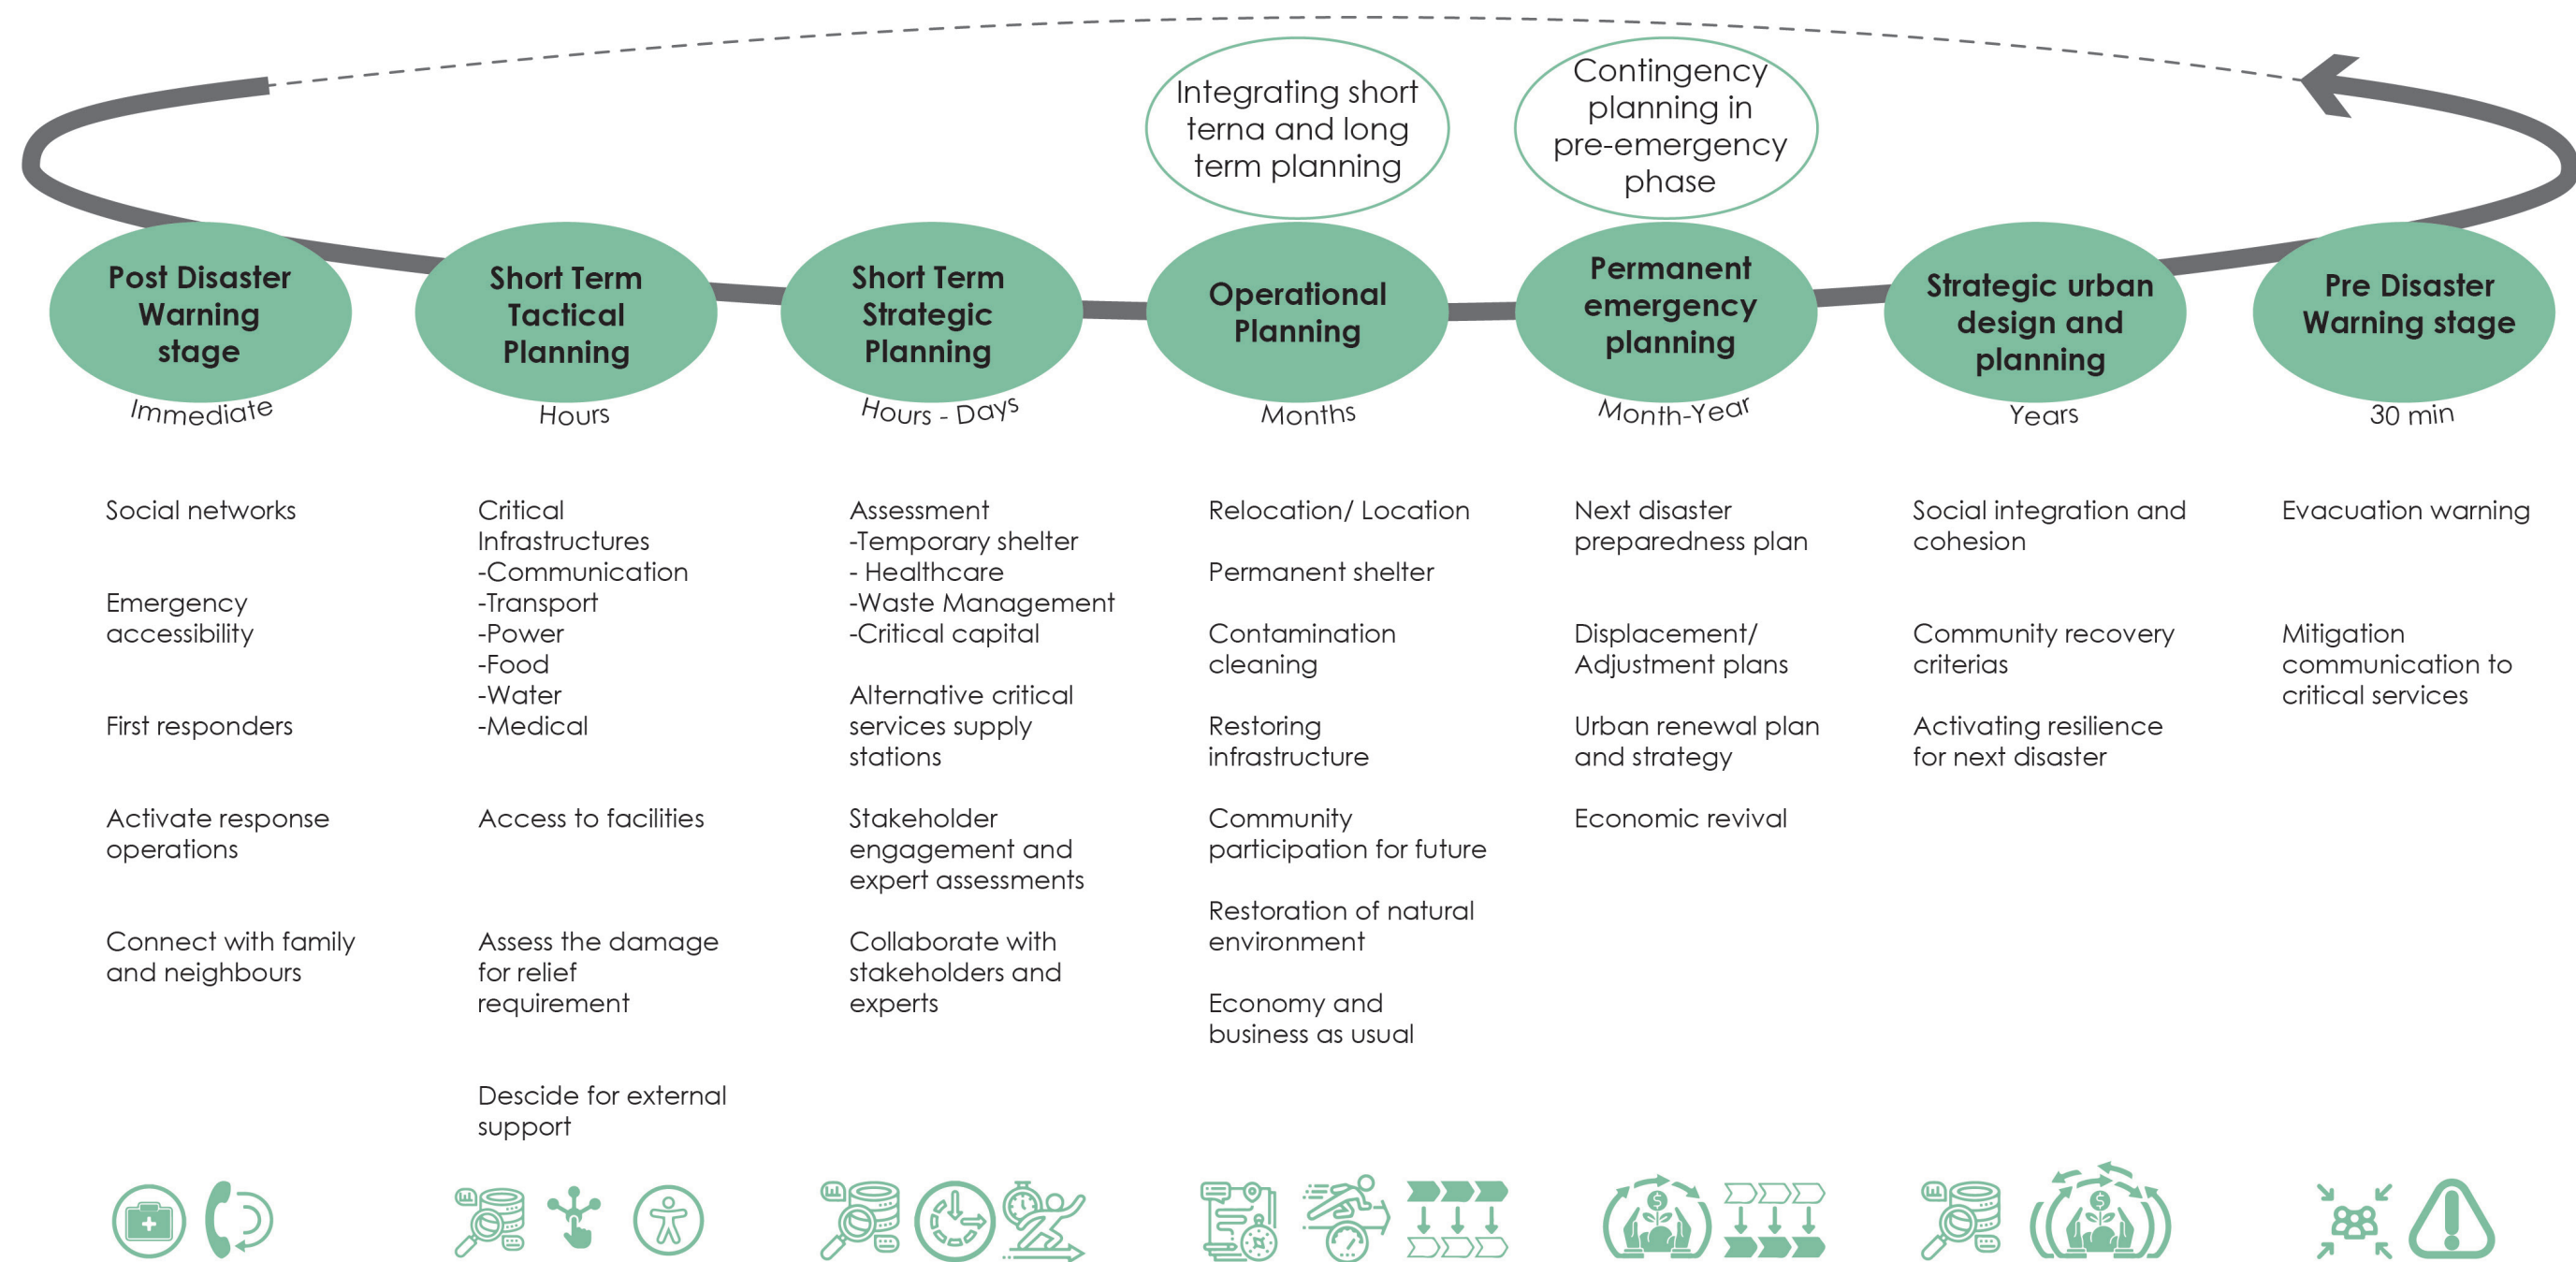 Integrating short
terna and long
term planning
Contingency
planning in
pre-emergency
phase
Post Disaster
Warning
stage
Immediate
Short Term
Tactical
Planning
Hours
Short Term
Strategic
Planning
Hours - Days
Operational
Planning
Months
Permanent
emergency
planning
Month-Year
Strategic urban
design and
planning
Years
Pre Disaster
Warning stage
30 min
Social networks
Emergency
accessibility
First responders
Activate response
operations
Connect with family
and neighbours
Critical
Infrastructures
-Communication
-Transport
-Power
-Food
-Water
-Medical
Access to facilities
Assess the damage
for relief
requirement
Descide for external
support
Assessment
-Temporary shelter
- Healthcare
-Waste Management
-Critical capital
Alternative critical
services supply
stations
Stakeholder
engagement and
expert assessments
Collaborate with
stakeholders and
experts
Relocation/ Location
Permanent shelter
Contamination
cleaning
Restoring
infrastructure
Community
participation for future
Restoration of natural
environment
Economy and
business as usual
Next disaster
preparedness plan
Displacement/
Adjustment plans
Urban renewal plan
and strategy
Economic revival
Social integration and
cohesion
Community recovery
criterias
Activating resilience
for next disaster
Evacuation warning
Mitigation
communication to
critical services
$
$